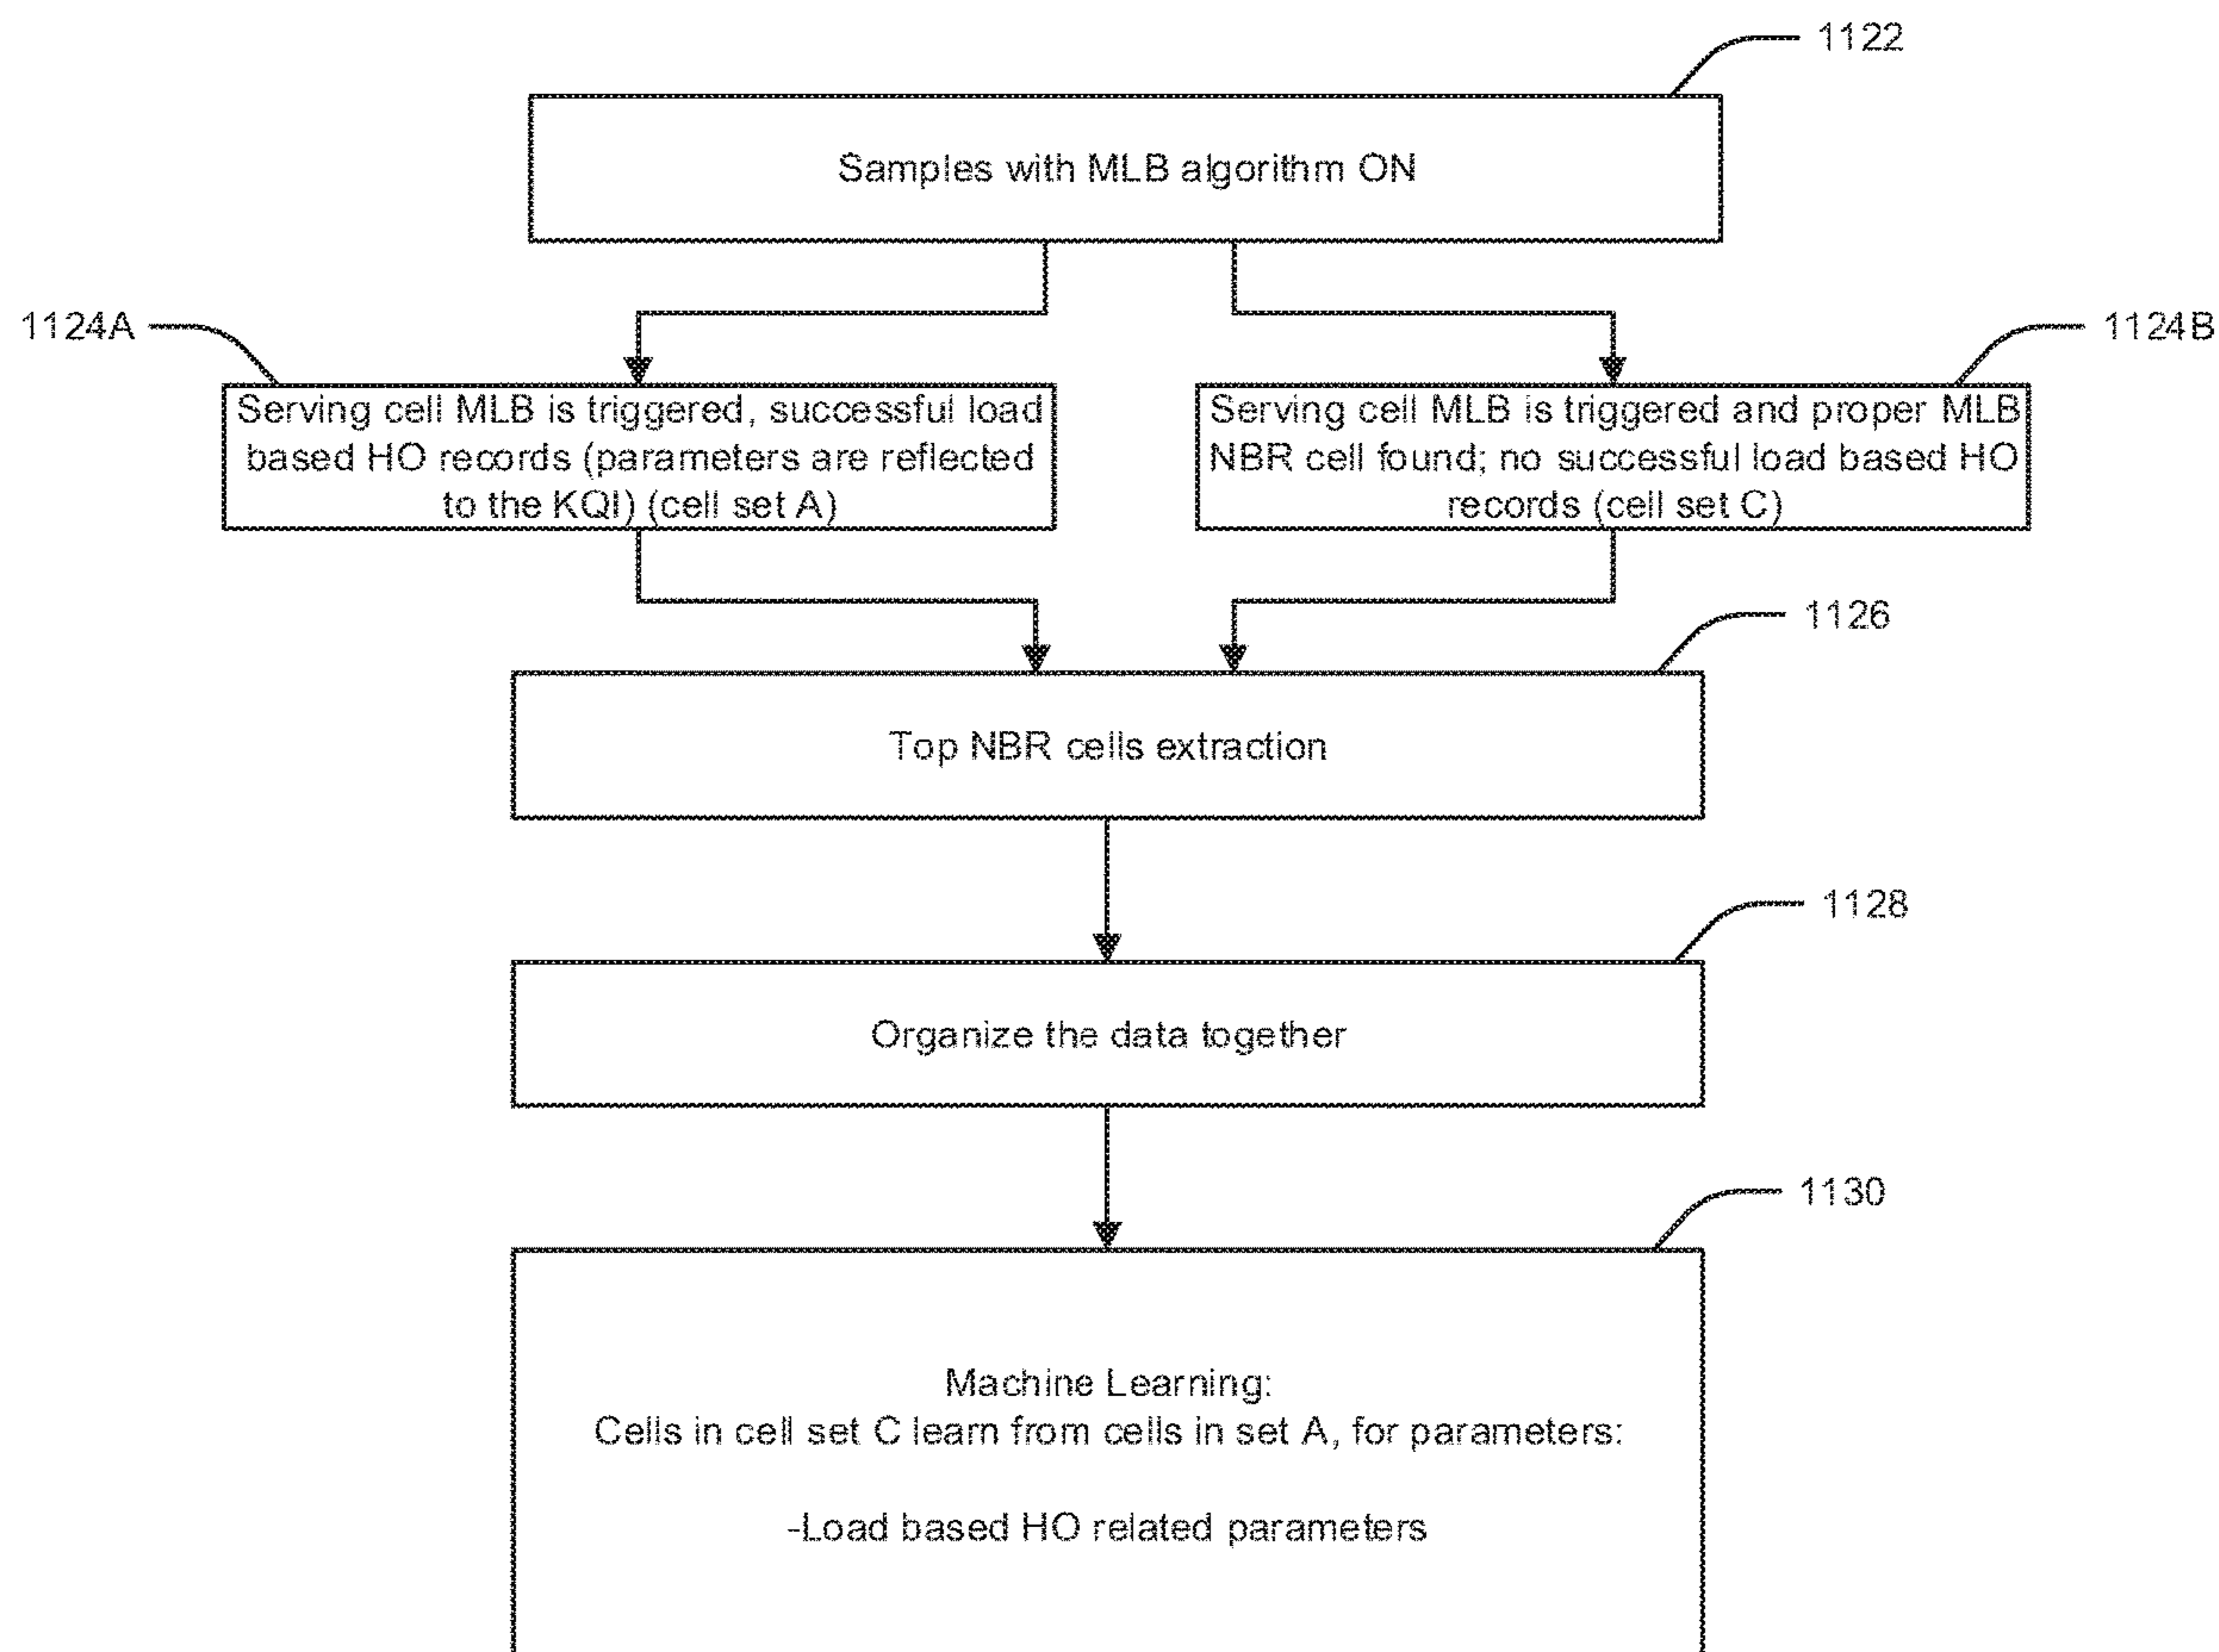 1122
Samples with MLB algorithm ON
1124A
1124B
Serving cell MLB is triggered, successful load
based HO records (parameters are reflected
to the KQI) (cell set A)
Serving cell MLB is triggered and proper MLB
NBR cell found; no successful load based HO
records (cell set C)
1126
Top NBR cells extraction
1128
Organize the data together
1130
Machine Learning:
Cells in cell set C learn from cells in set A, for parameters:
-Load based HO related parameters